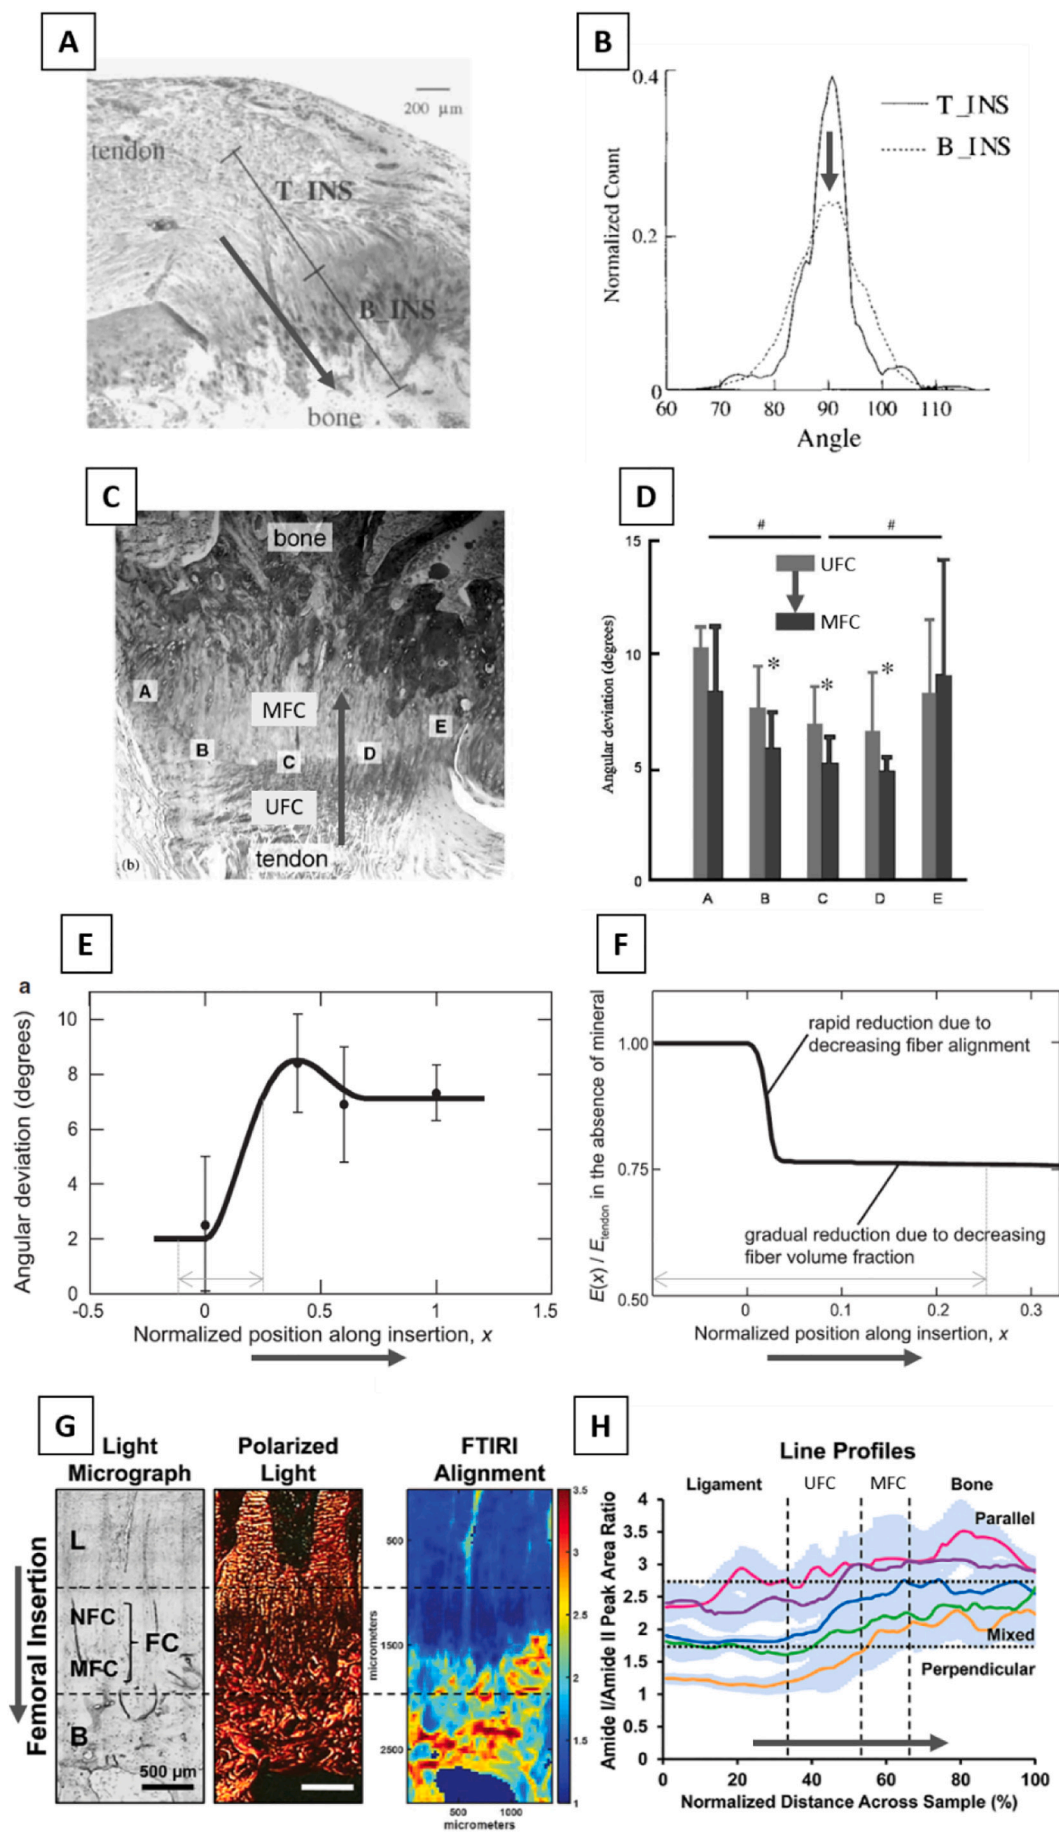 A
200 µm
tendon
T_INS
B_INS
bone
B
0.4
0.2
0
Normalized Count
T_INS
B_INS
60 70 80 90 100 110
Angle
C
bone
A
MFC
E
B
C
D
UFC
(b)
tendon
D
# #
15
10
5
0
Angular deviation (degrees)
UFC
MFC
* * *
A B C D E
E
a
10
8
6
4
2
0
Angular deviation (degrees)
-0.5 0 0.5 1 1.5
Normalized position along insertion, x
F
E(x) / Etendon in the absence of mineral
1.00
0.75
0.50
rapid reduction due to
decreasing fiber alignment
gradual reduction due to decreasing
fiber volume fraction
0 0.1 0.2 0.3
Normalized position along insertion, x
G
Light
Micrograph
Polarized
Light
FTIRI
Alignment
Femoral Insertion
L
NFC
FC
MFC
B
500 µm
500
1500
2500
micrometers
500 1000
micrometers
3.5
3
2.5
2
1.5
1
H
Line Profiles
Ligament UFC MFC Bone
Amide I/Amide II Peak Area Ratio
4
3.5
3
2.5
2
1.5
1
0.5
0
Parallel
Mixed
Perpendicular
0 20 40 60 80 100
Normalized Distance Across Sample (%)